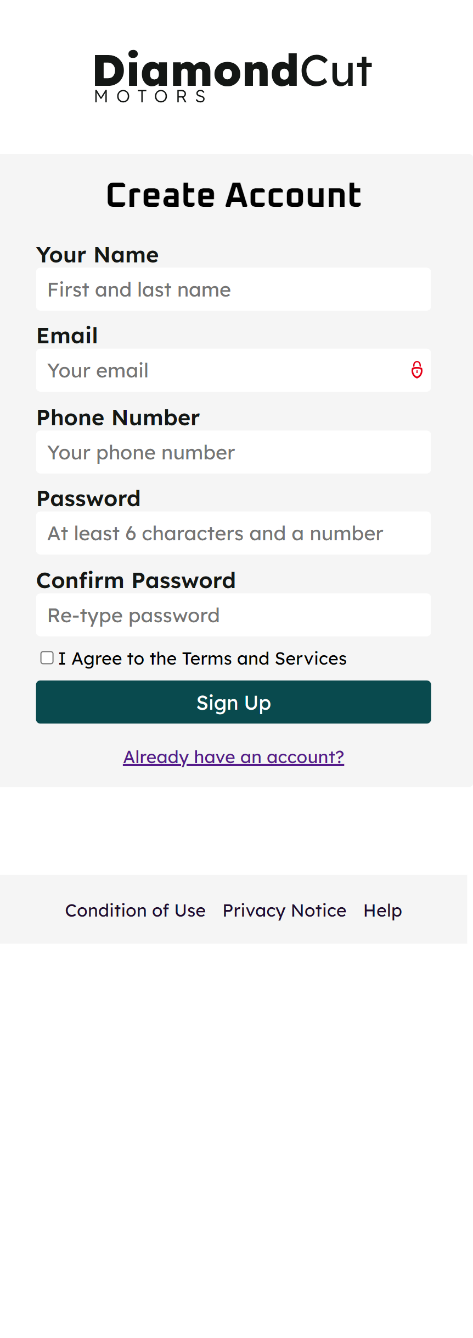 DiamondCut
MOTORS
Create Account
Your Name
First and last name
Email
Your email
Phone Number
Your phone number
Password
At least 6 characters and a number
Confirm Password
Re-type password
I Agree to the Terms and Services
Sign Up
Already have an account?
Condition of Use Privacy Notice Help